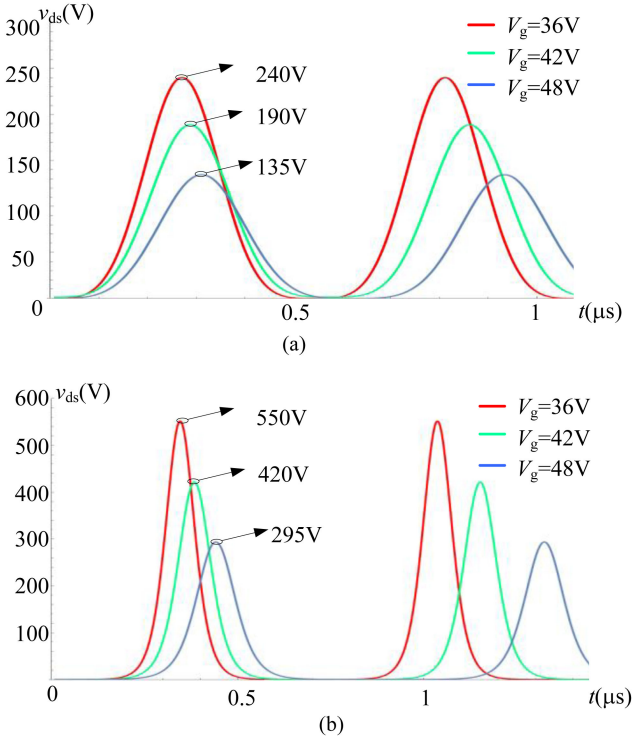 v_ds(V)
300
250
200
150
100
50
0
240V
190V
135V
V_g=36V
V_g=42V
V_g=48V
0.5
1
t(μs)
(a)
v_ds(V)
600
500
400
300
200
100
0
550V
420V
295V
V_g=36V
V_g=42V
V_g=48V
0.5
1
t(μs)
(b)